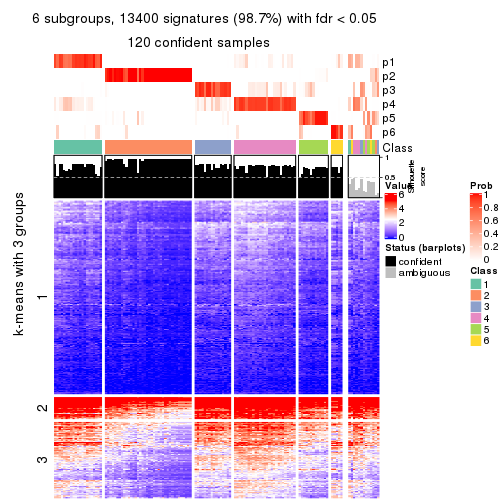 6 subgroups, 13400 signatures (98.7%) with fdr < 0.05
120 confident samples
p1
p2
p3
p4
p5
p6
Class
1
0.5
Silhouette
score
k-means with 3 groups
1
2
3
Value
6
4
2
0
Status (barplots)
confident
ambiguous
Prob
1
0.8
0.6
0.4
0.2
0
Class
1
2
3
4
5
6